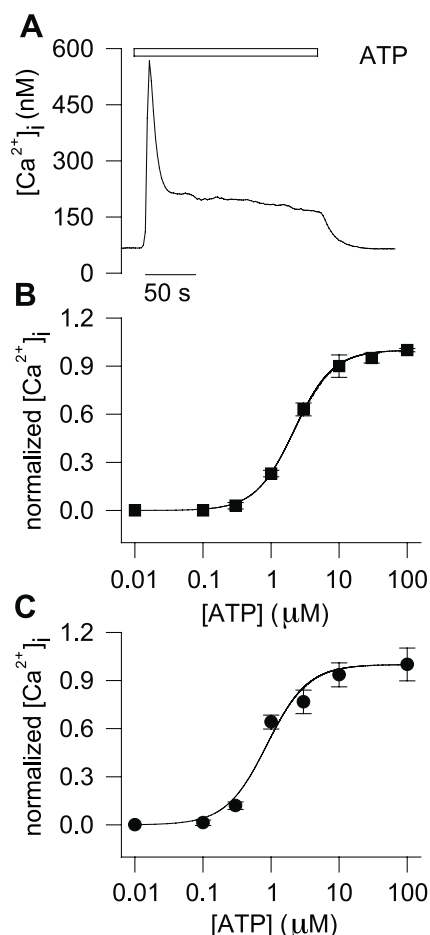 A
ATP
[Ca²⁺]i (nM)
600
450
300
150
0
50 s
B
normalized [Ca²⁺]i
1.2
0.9
0.6
0.3
0.0
0.01 0.1 1 10 100
[ATP] (μM)
C
normalized [Ca²⁺]i
1.2
0.9
0.6
0.3
0.0
0.01 0.1 1 10 100
[ATP] (μM)